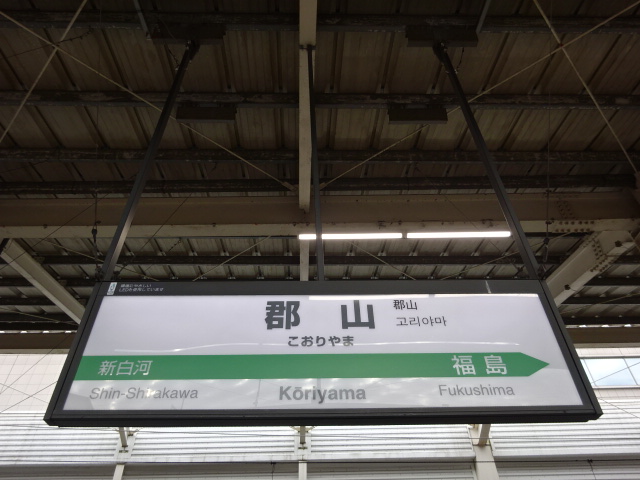 郡山
郡山
고리야마
こおりやま
新白河
福島
Shin-Shirakawa
Kōriyama
Fukushima